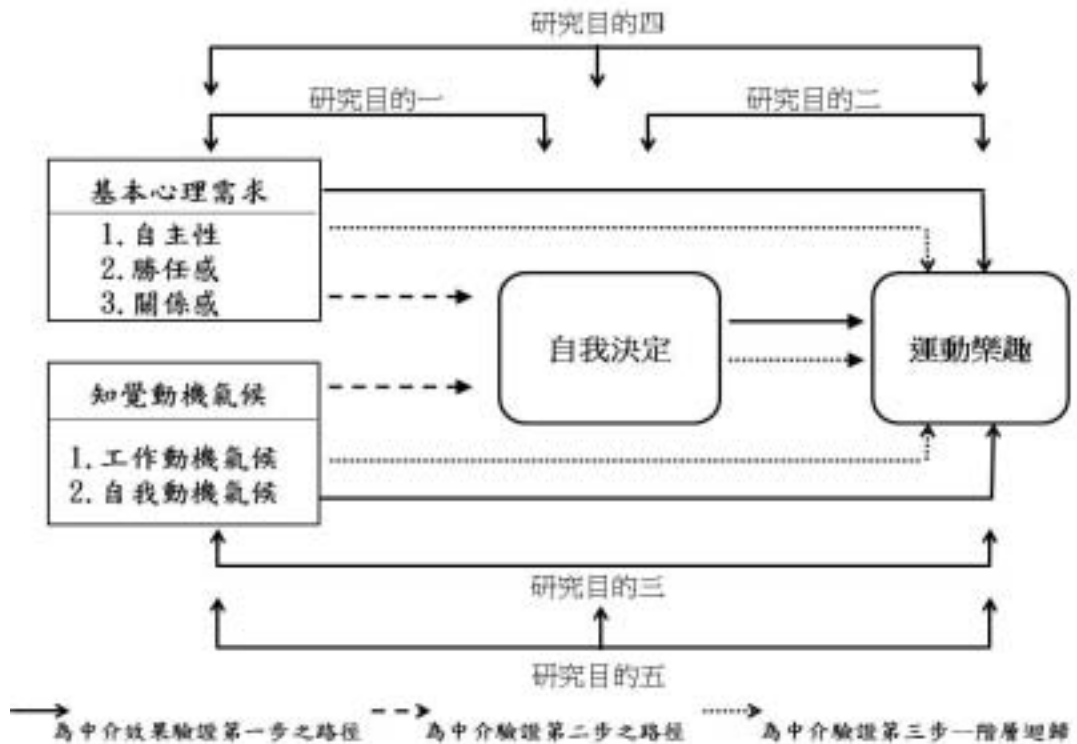 研究目的四
研究目的一
研究目的二
基本心理需求
1.自主性
2.勝任感
3.關係感
自我決定
運動樂趣
知覺動機氣候
1.工作動機氣候
2.自我動機氣候
研究目的三
研究目的五
為中介效果驗證第一步之路徑
為中介驗證第二步之路徑
為中介驗證第三步—階層迴歸